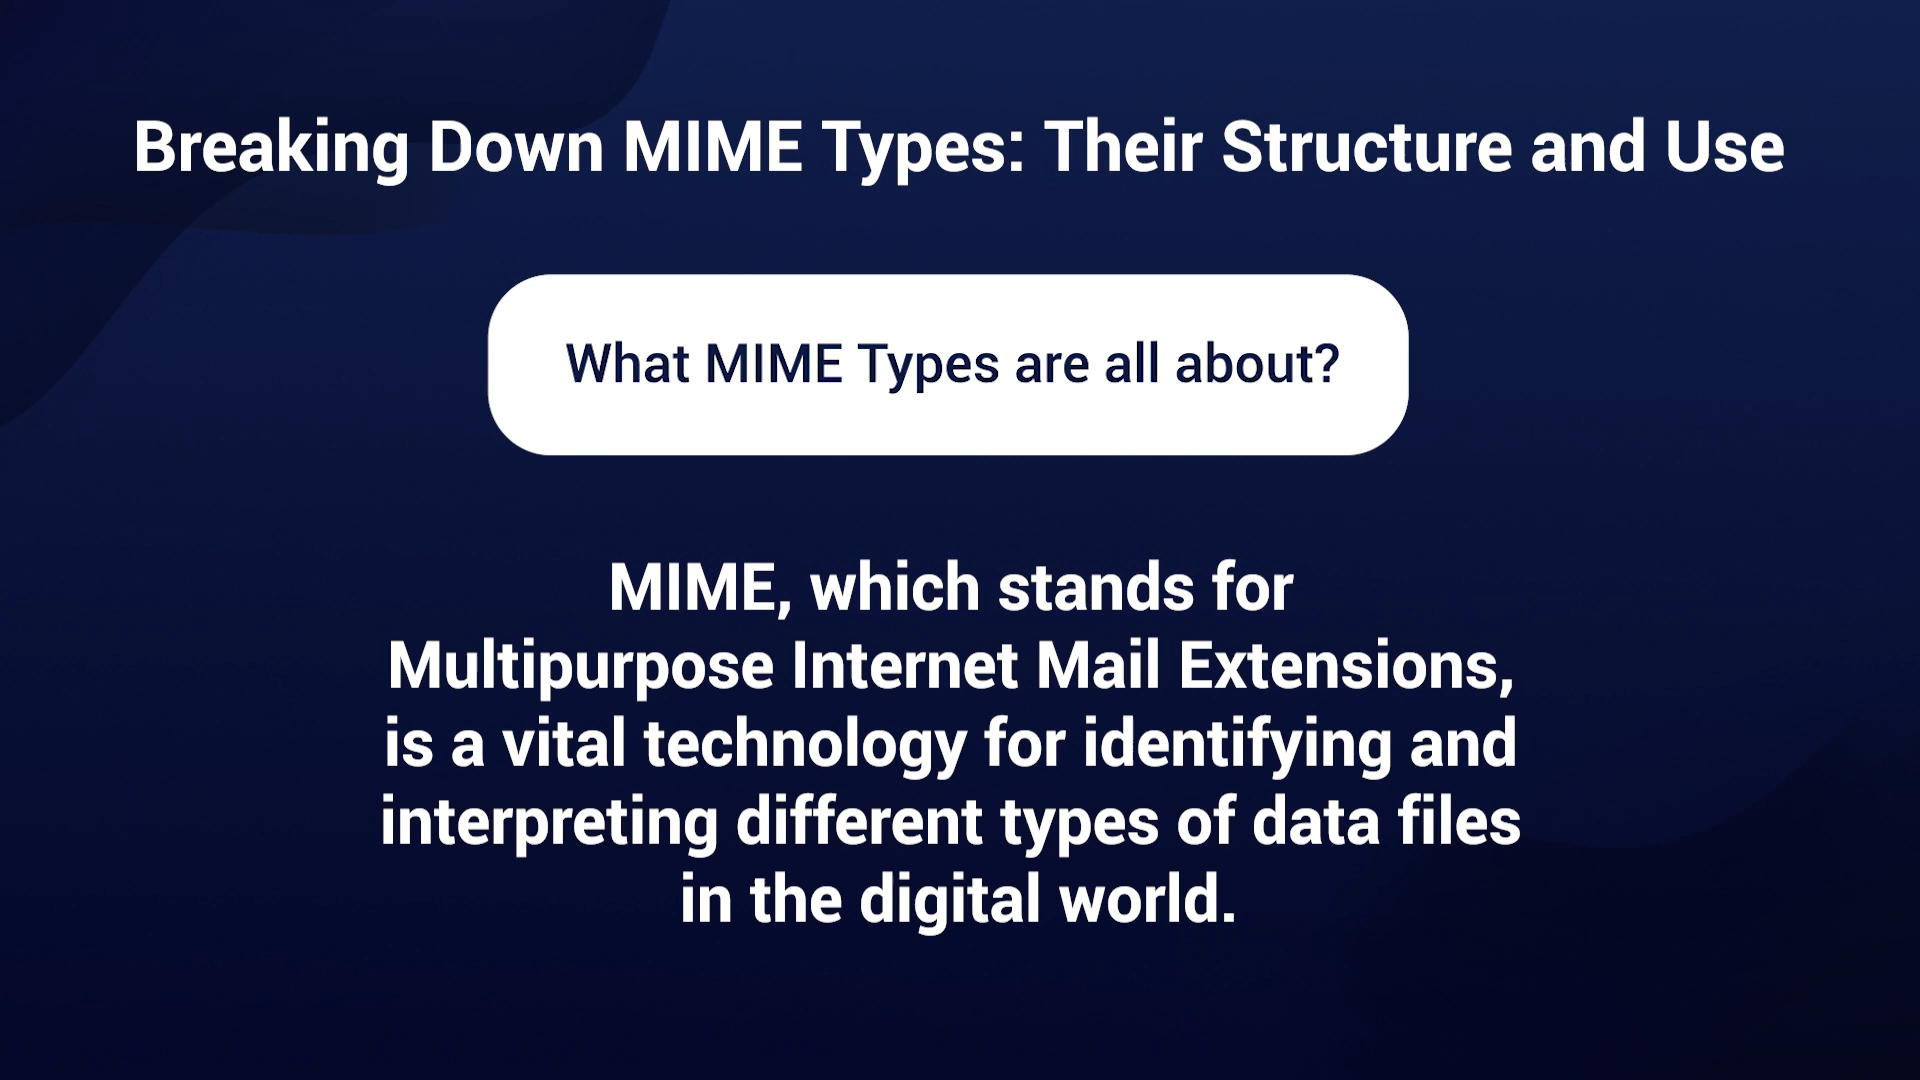 Breaking Down MIME Types: Their Structure and Use
What MIME Types are all about?
MIME, which stands for
Multipurpose Internet Mail Extensions,
is a vital technology for identifying and
interpreting different types of data files
in the digital world.